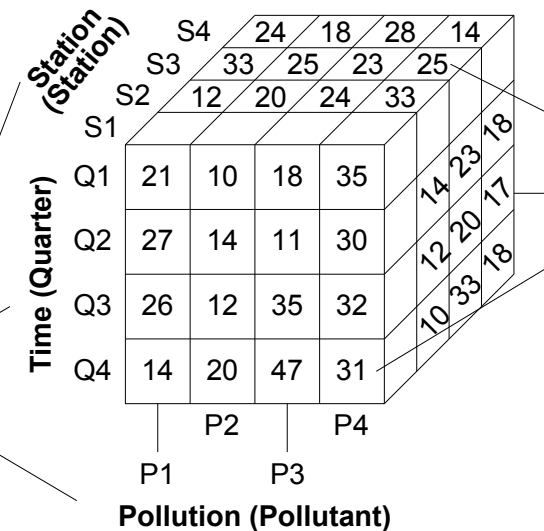 S4 24 18 28 14
Station
(Station)
S3 33 25 23 25
S2 12 20 24 33
S1
Time (Quarter)
Q1 21 10 18 35 14 23 18
Q2 27 14 11 30 12 20 17
Q3 26 12 35 32 10 33 18
Q4 14 20 47 31
P2 P4
P1 P3
Pollution (Pollutant)